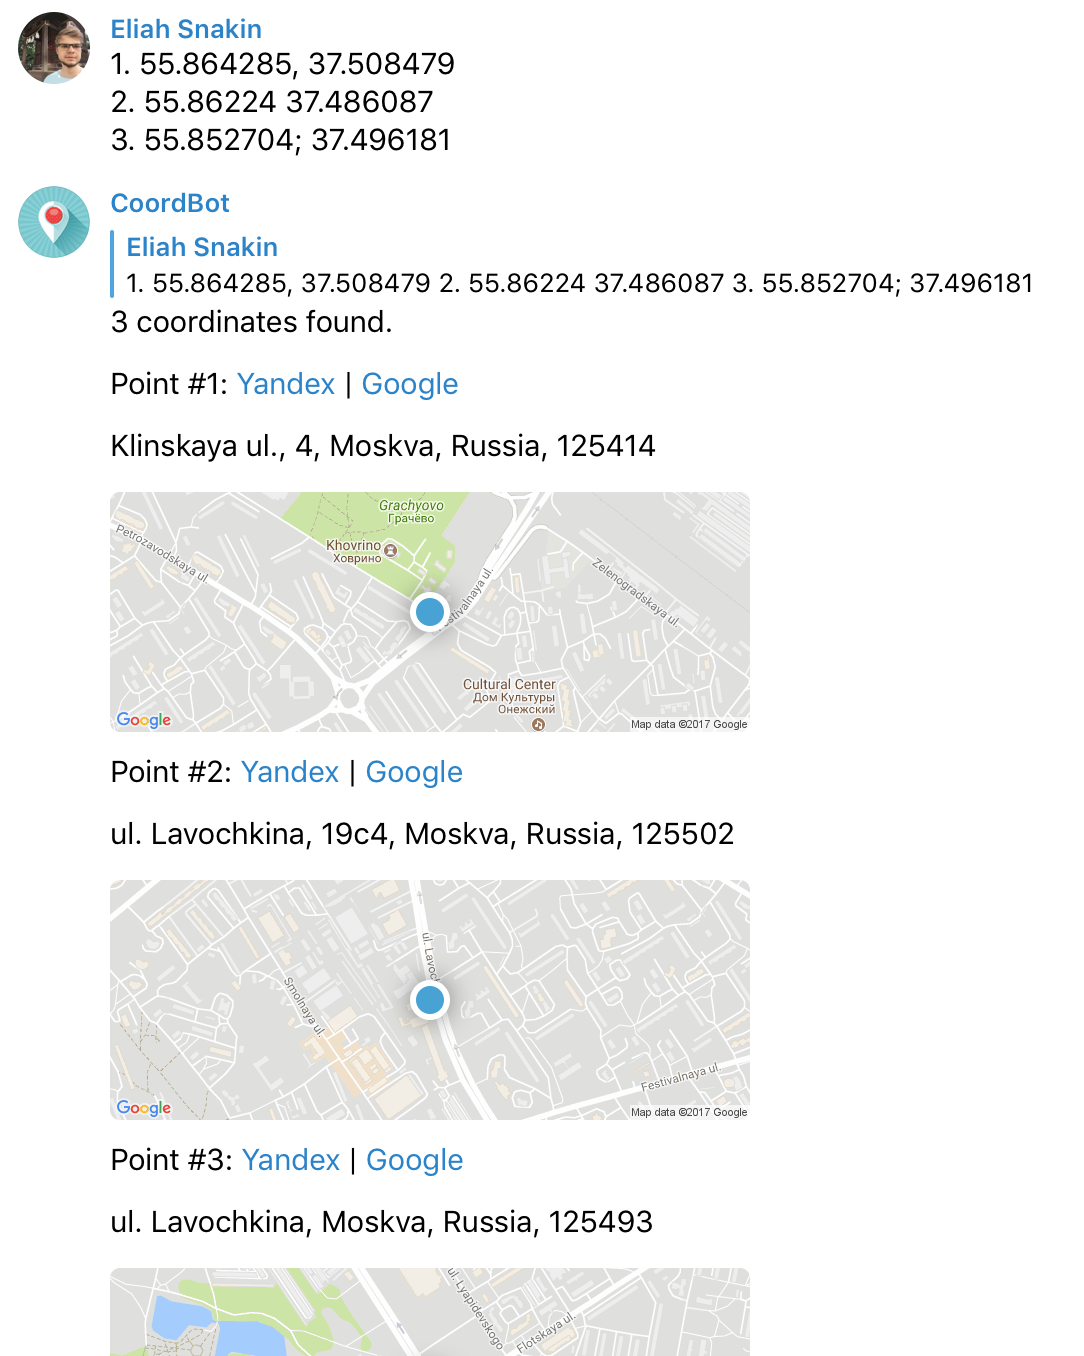 Eliah Snakin
1. 55.864285, 37.508479
2. 55.86224 37.486087
3. 55.852704; 37.496181
CoordBot
Eliah Snakin
1. 55.864285, 37.508479 2. 55.86224 37.486087 3. 55.852704; 37.496181
3 coordinates found.
Point #1: Yandex | Google
Klinskaya ul., 4, Moskva, Russia, 125414
Grachyovo
Грачёво
Petrozavodskaya ul.
Khovrino
Ховрино
Zelenogradskaya ul.
Festivalnaya ul.
Cultural Center
Дом Культуры
Онежский
Google
Map data ©2017 Google
Point #2: Yandex | Google
ul. Lavochkina, 19c4, Moskva, Russia, 125502
ul. Lavoc
Smolnaya ul.
Festivalnaya ul.
Google
Map data ©2017 Google
Point #3: Yandex | Google
ul. Lavochkina, Moskva, Russia, 125493
ul. Lyapidevskogo
Flotskaya ul.